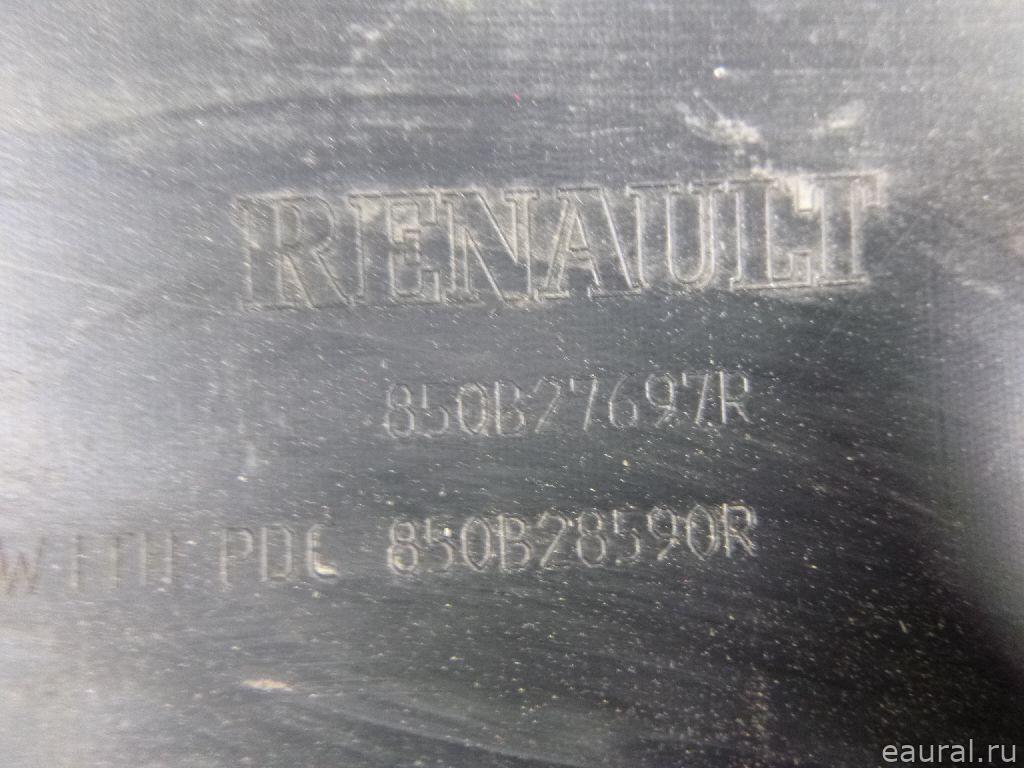 RENAULT
850B27697R
WITH PDC 850B28590R
eaural.ru